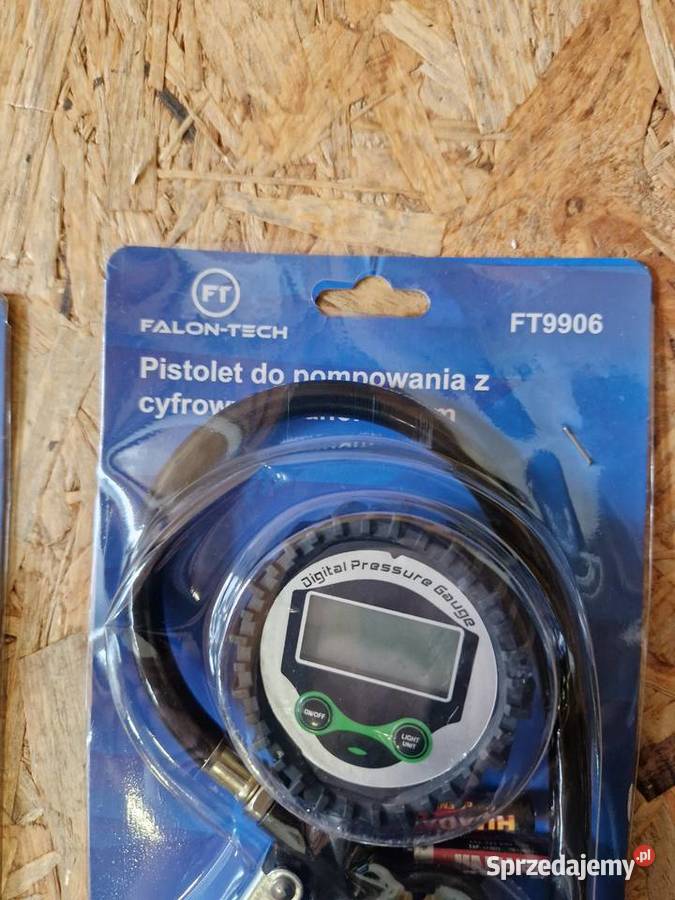 FT
FALON-TECH
FT9906
Pistolet do pompowania z
Digital Pressure Gauge
ON/OFF
LIGHT
UNIT
Sprzedajemy.pl